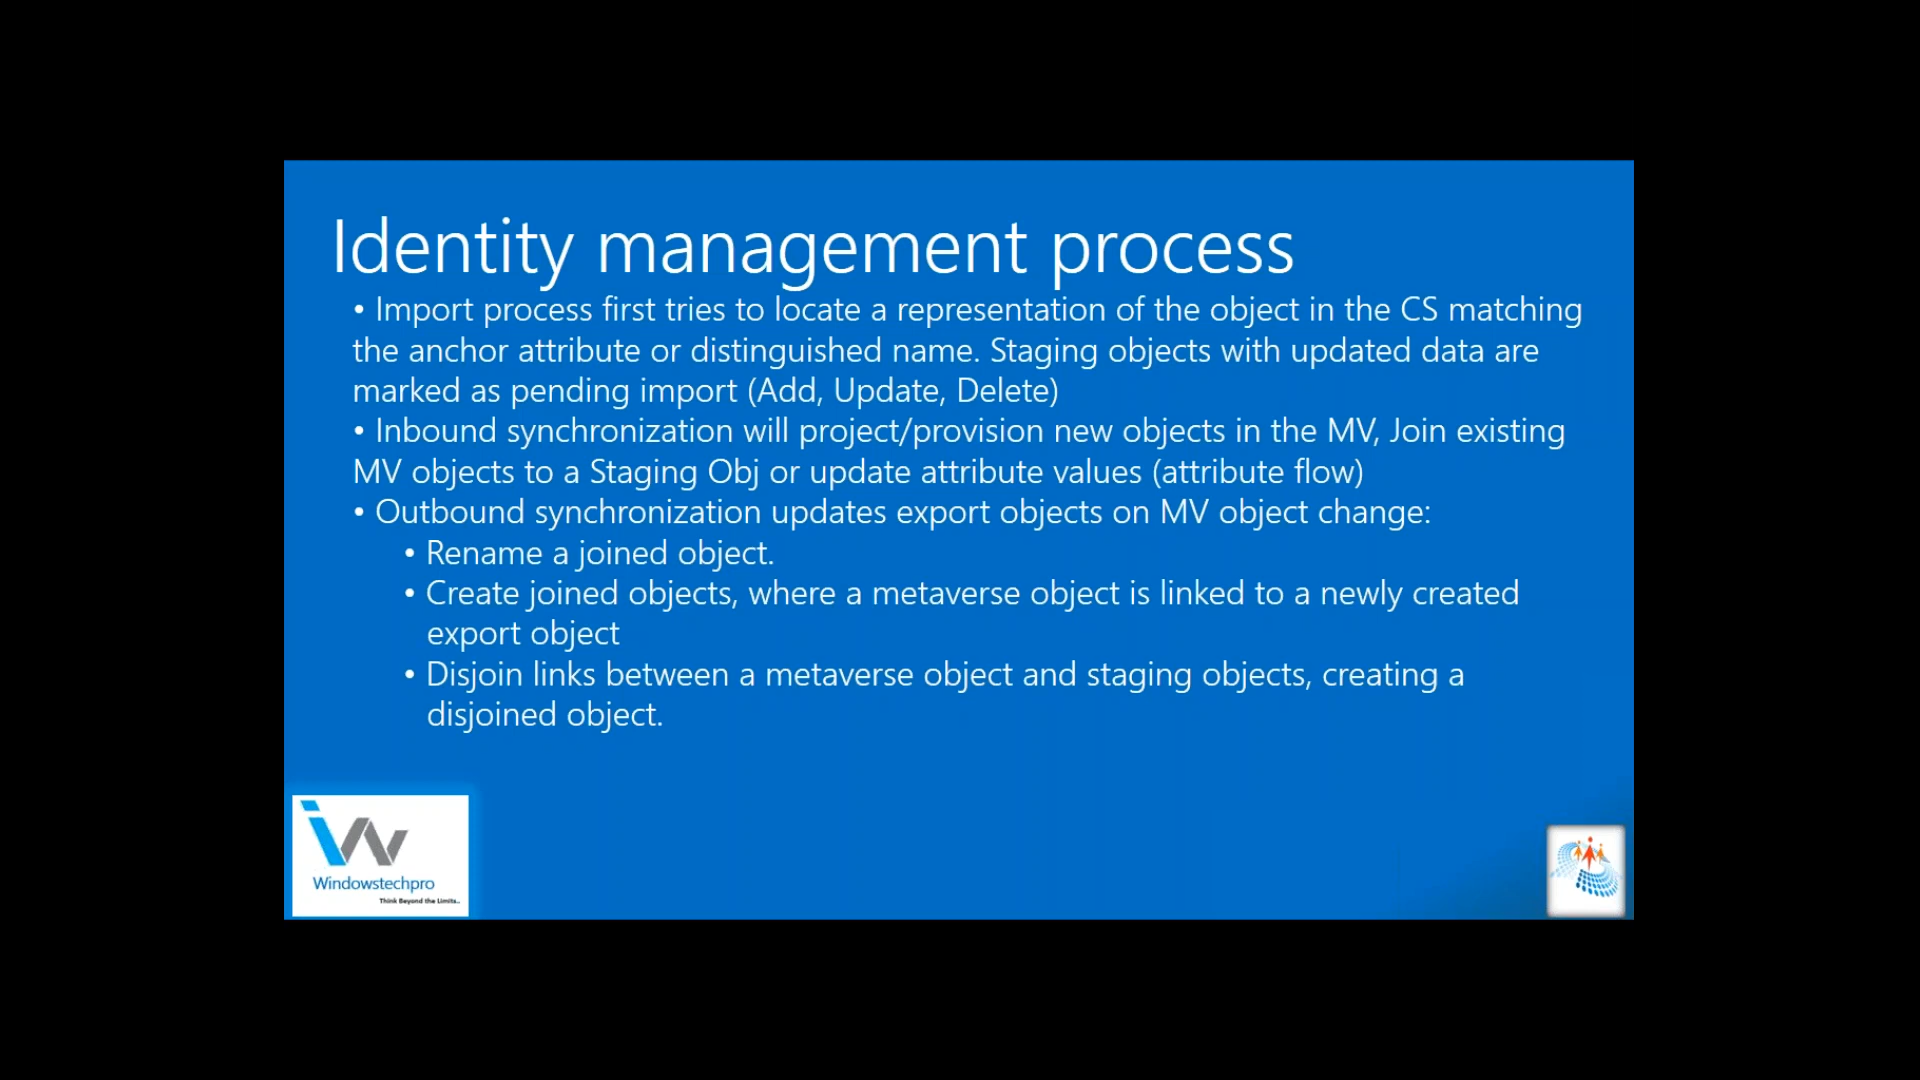 Identity management process
• Import process first tries to locate a representation of the object in the CS matching
the anchor attribute or distinguished name. Staging objects with updated data are
marked as pending import (Add, Update, Delete)
• Inbound synchronization will project/provision new objects in the MV, Join existing
MV objects to a Staging Obj or update attribute values (attribute flow)
• Outbound synchronization updates export objects on MV object change:
• Rename a joined object.
• Create joined objects, where a metaverse object is linked to a newly created
export object
• Disjoin links between a metaverse object and staging objects, creating a
disjoined object.
Windowstechpro
Think Beyond the Limits..